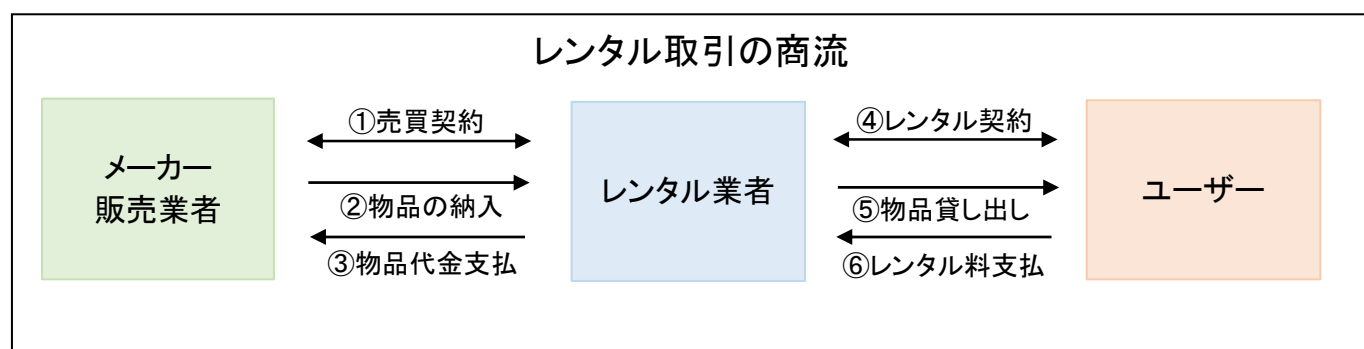 レンタル取引の商流
メーカー
販売業者
①売買契約
②物品の納入
③物品代金支払
レンタル業者
④レンタル契約
⑤物品貸し出し
⑥レンタル料支払
ユーザー